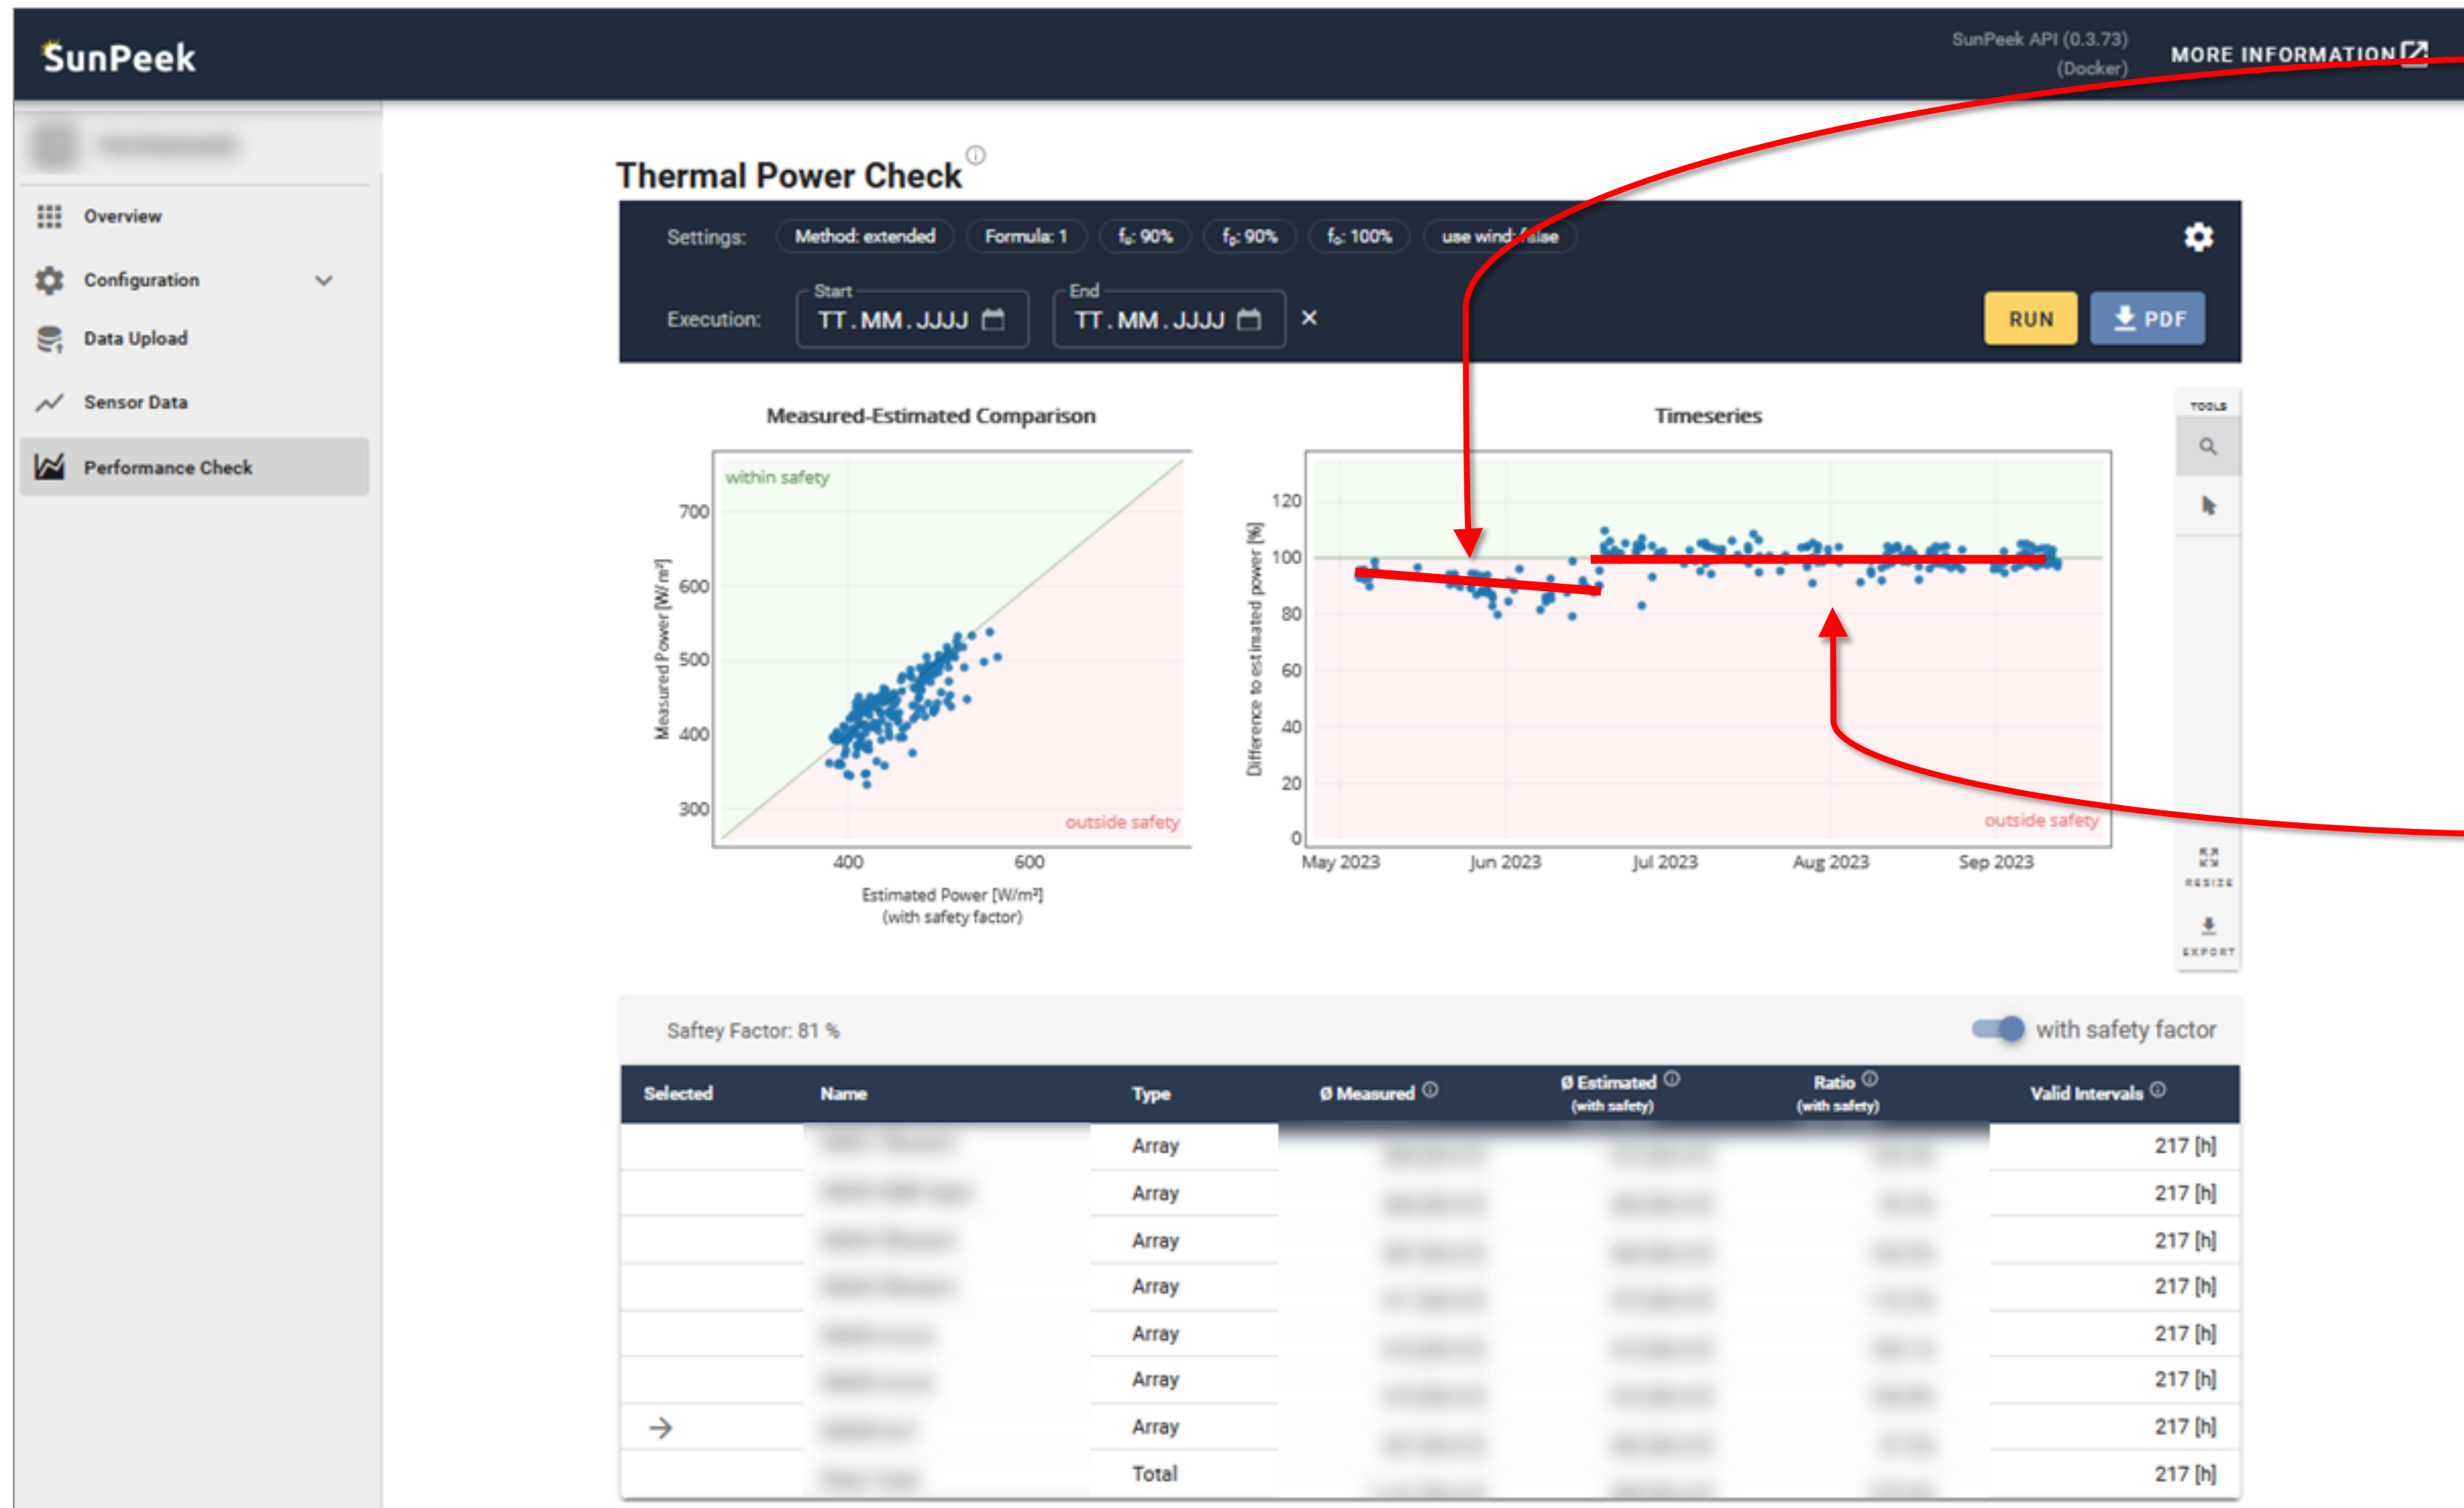 SunPeek
SunPeek API (0.3.73)
(Docker)
MORE INFORMATION
Overview
Configuration
Data Upload
Sensor Data
Performance Check
Thermal Power Check
Settings: Method: extended Formula: 1 fᵤ: 90% fₚ: 90% fₒ: 100% use wind: false
Start End
Execution: TT.MM.JJJJ TT.MM.JJJJ × RUN PDF
Measured-Estimated Comparison
within safety
700
600
500
400
300
outside safety
400 600
Measured Power [W/m²]
Estimated Power [W/m²]
(with safety factor)
Timeseries
120
100
80
60
40
20
0
outside safety
Difference to estimated power [%]
May 2023 Jun 2023 Jul 2023 Aug 2023 Sep 2023
TOOLS
RESIZE
EXPORT
Saftey Factor: 81 % with safety factor
Selected Name Type Ø Measured Ø Estimated (with safety) Ratio (with safety) Valid Intervals
Array 217 [h]
Array 217 [h]
Array 217 [h]
Array 217 [h]
Array 217 [h]
Array 217 [h]
Array 217 [h]
Total 217 [h]